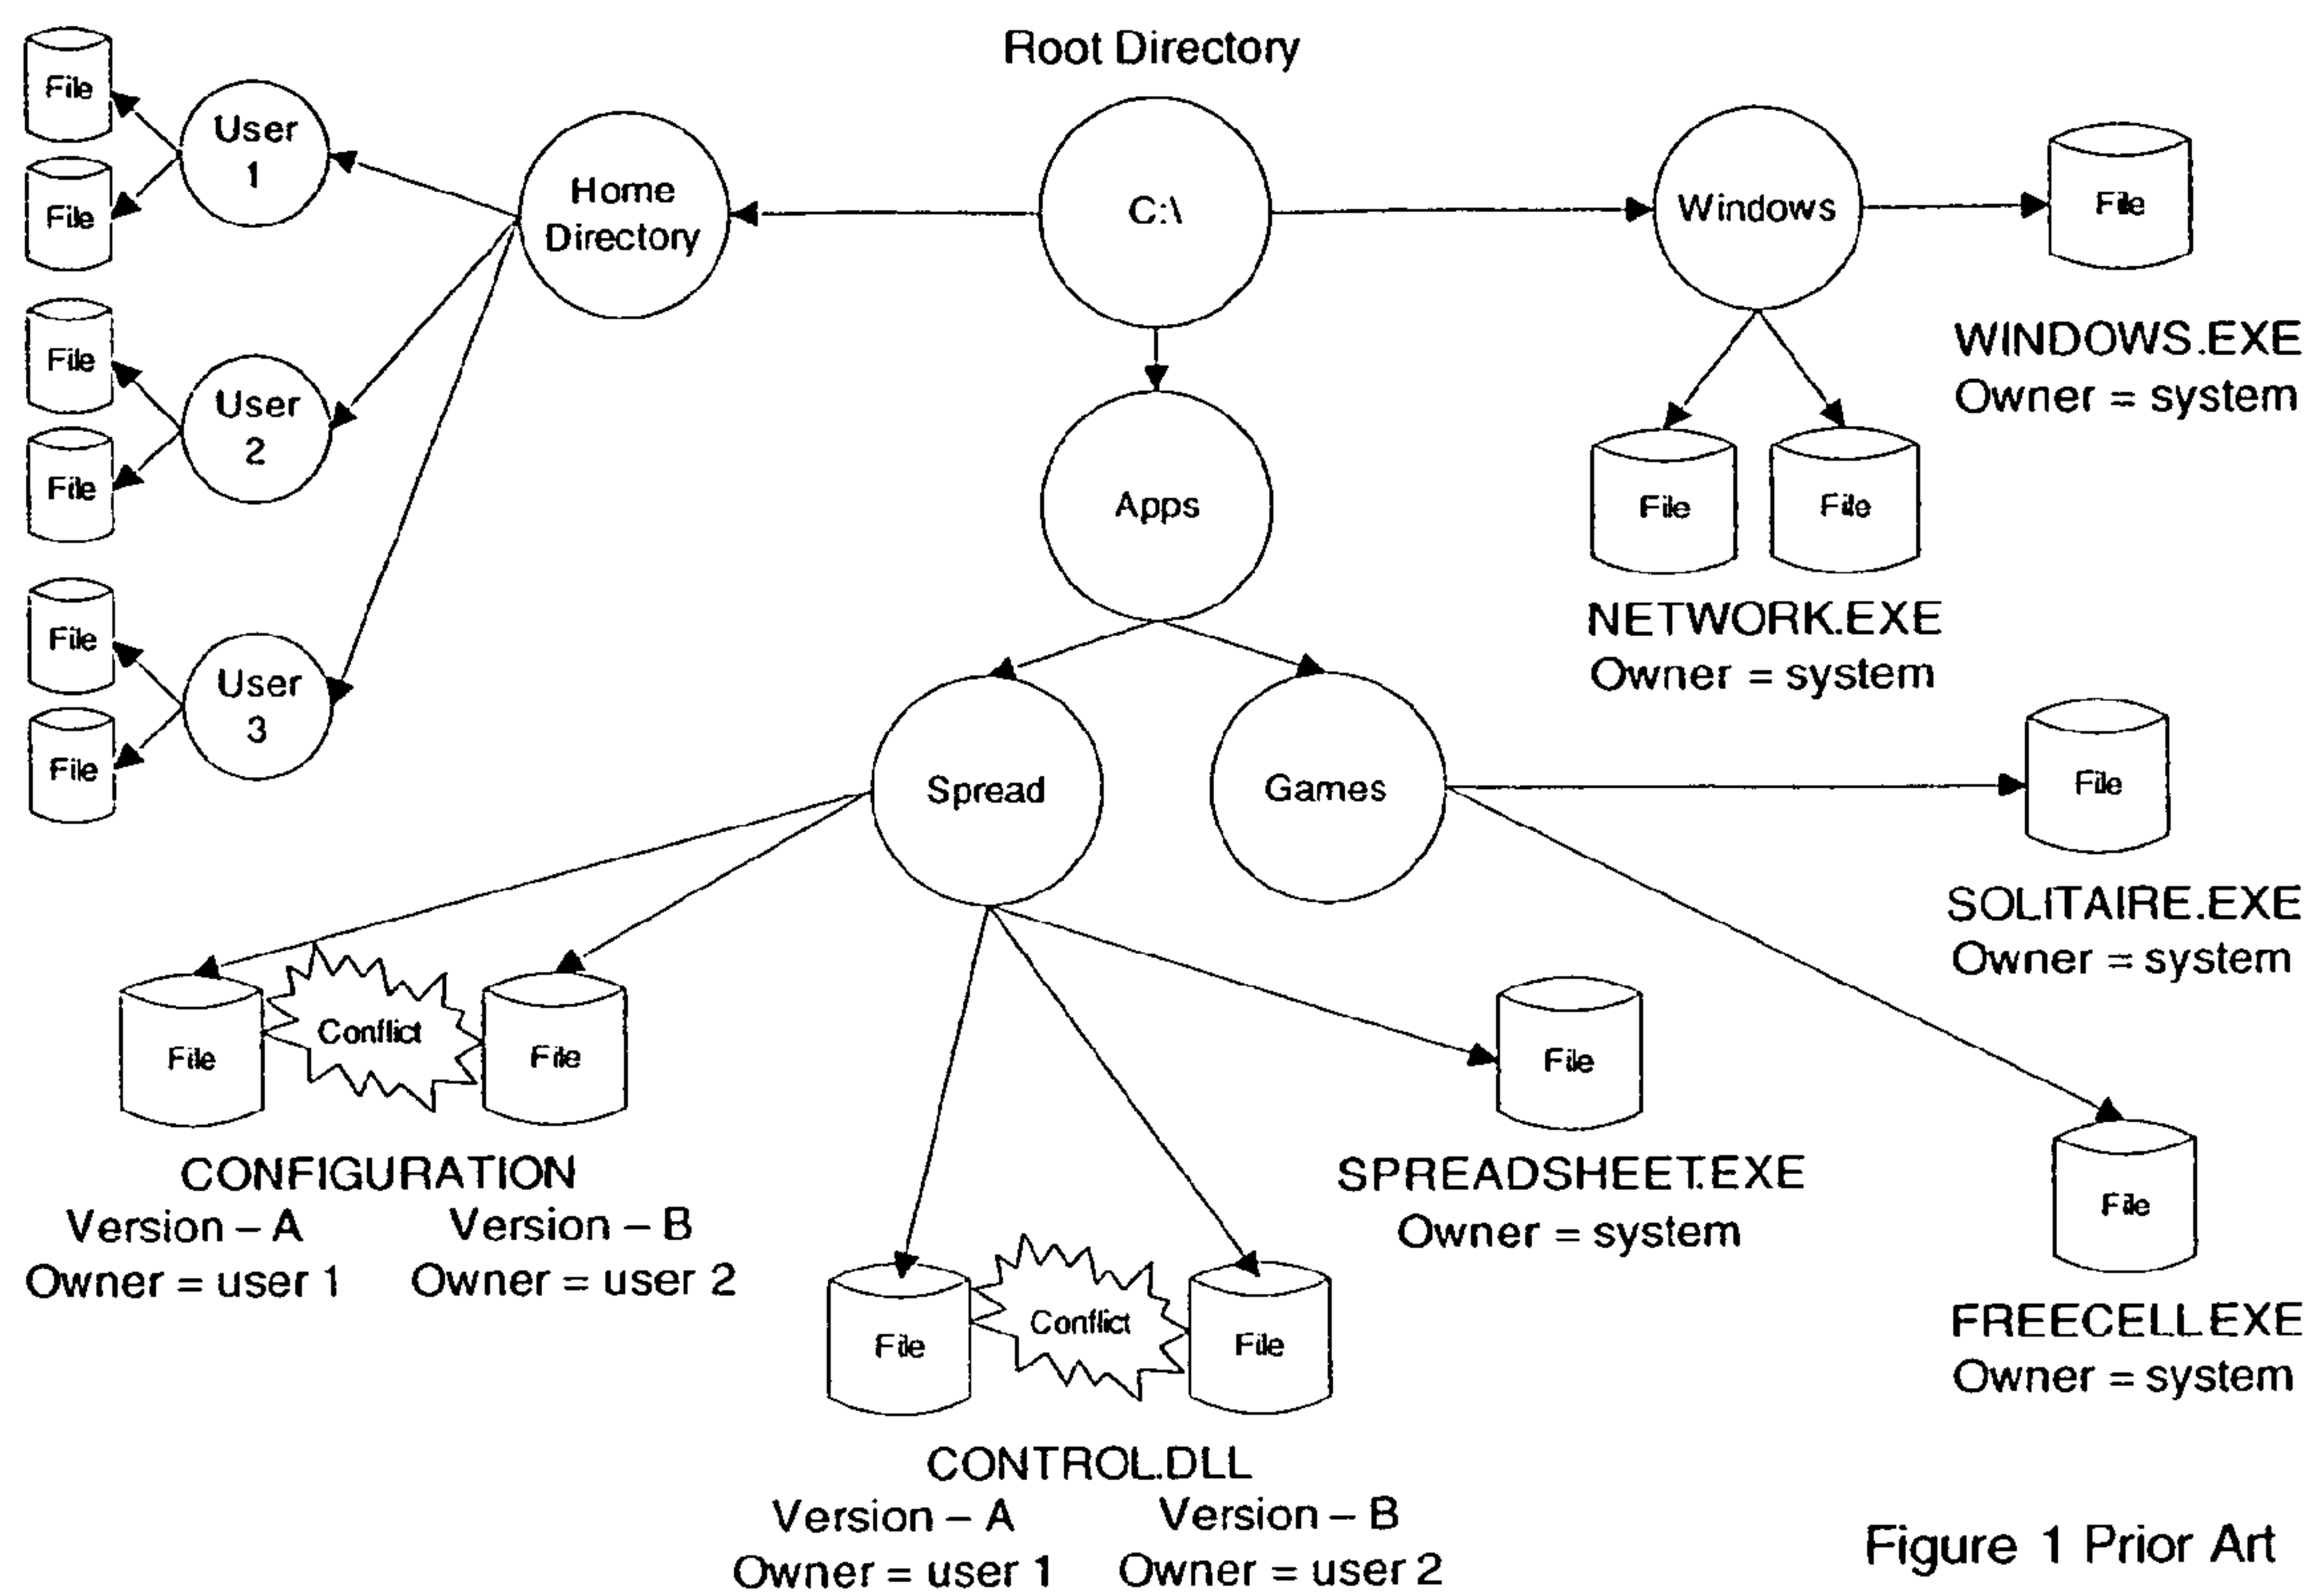 Root Directory
File
File
User
1
Home
Directory
C:\
Windows
File
WINDOWS.EXE
Owner = system
File
File
User
2
Apps
File
File
NETWORK.EXE
Owner = system
File
File
User
3
Spread
Games
File
SOLITAIRE.EXE
Owner = system
File
Conflict
File
CONFIGURATION
Version – A
Version – B
Owner = user 1
Owner = user 2
File
SPREADSHEET.EXE
Owner = system
File
FREECELL.EXE
Owner = system
File
Conflict
File
CONTROL.DLL
Version – A
Version – B
Owner = user 1
Owner = user 2
Figure 1 Prior Art